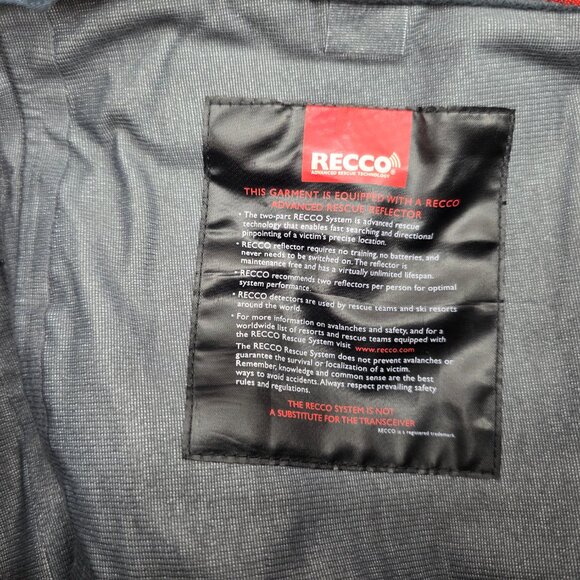 RECCO
ADVANCED RESCUE TECHNOLOGY
THIS GARMENT IS EQUIPPED WITH A RECCO
ADVANCED RESCUE REFLECTOR
• The two-part RECCO System is advanced rescue
technology that enables fast searching and directional
pinpointing of a victim's precise location.
• RECCO reflector requires no training, no batteries, and
never needs to be switched on. The reflector is
maintenance free and has a virtually unlimited lifespan.
• RECCO recommends two reflectors per person for optimal
system performance.
• RECCO detectors are used by rescue teams and ski resorts
around the world.
• For more information on avalanches and safety, and for a
worldwide list of resorts and rescue teams equipped with
the RECCO Rescue System visit www.recco.com
The RECCO Rescue System does not prevent avalanches or
guarantee the survival or localization of a victim.
Remember, knowledge and common sense are the best
ways to avoid accidents. Always respect prevailing safety
rules and regulations.
THE RECCO SYSTEM IS NOT
A SUBSTITUTE FOR THE TRANSCEIVER
RECCO is a registered trademark.